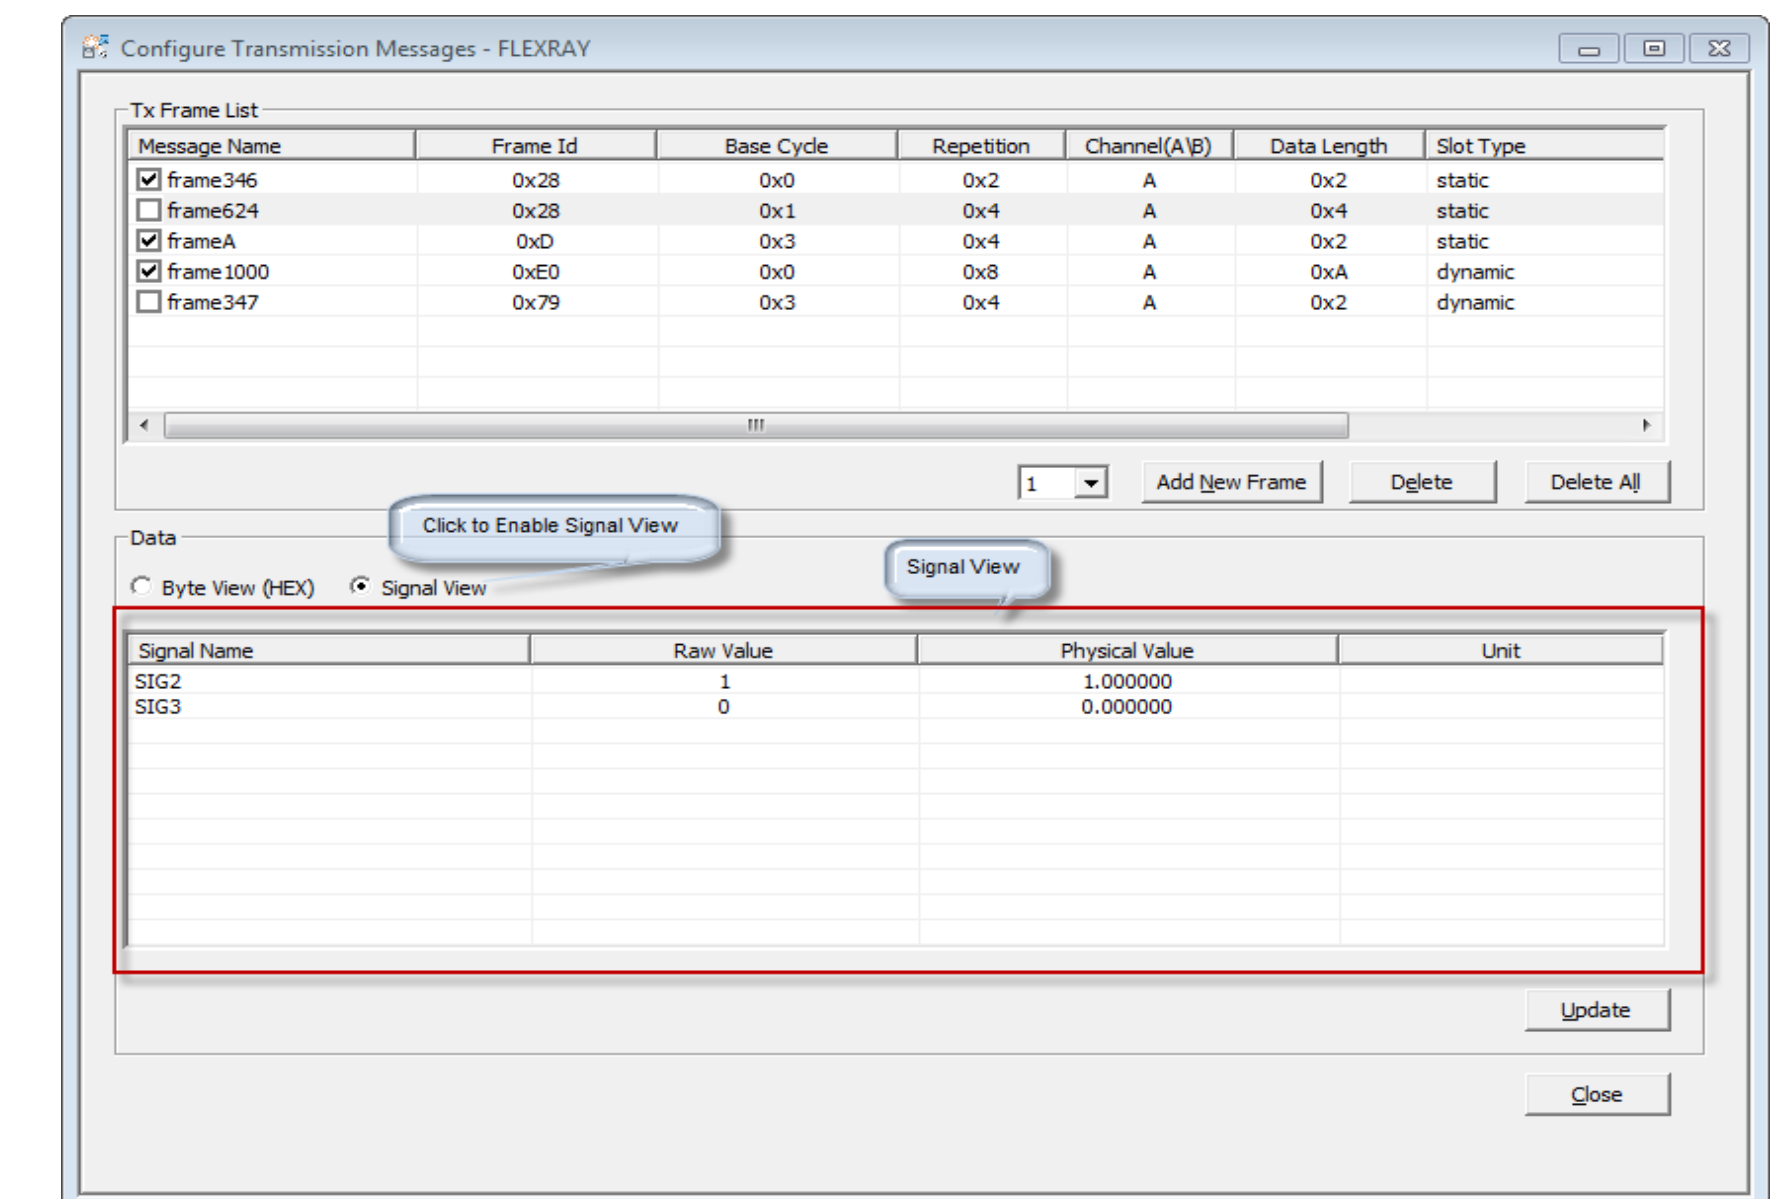 Configure Transmission Messages - FLEXRAY
Tx Frame List
Message Name Frame Id Base Cycle Repetition Channel(A\B) Data Length Slot Type
frame346 0x28 0x0 0x2 A 0x2 static
frame624 0x28 0x1 0x4 A 0x4 static
frameA 0xD 0x3 0x4 A 0x2 static
frame1000 0xE0 0x0 0x8 A 0xA dynamic
frame347 0x79 0x3 0x4 A 0x2 dynamic
1 Add New Frame Delete Delete All
Click to Enable Signal View
Data
Signal View
Byte View (HEX) Signal View
Signal Name Raw Value Physical Value Unit
SIG2 1 1.000000
SIG3 0 0.000000
Update
Close